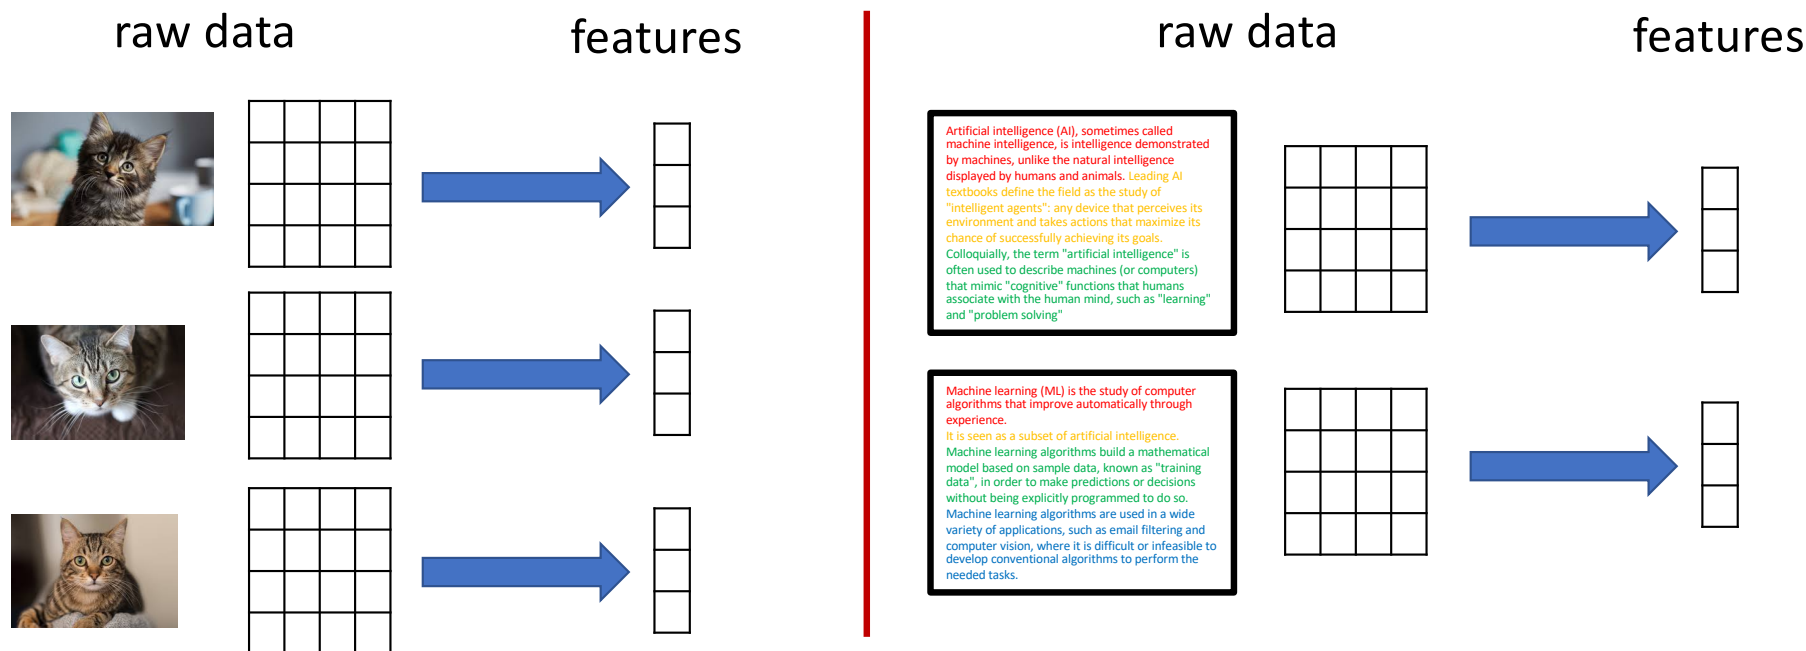 raw data
features
raw data
features
Artificial intelligence (AI), sometimes called
machine intelligence, is intelligence demonstrated
by machines, unlike the natural intelligence
displayed by humans and animals. Leading AI
textbooks define the field as the study of
"intelligent agents": any device that perceives its
environment and takes actions that maximize its
chance of successfully achieving its goals.
Colloquially, the term "artificial intelligence" is
often used to describe machines (or computers)
that mimic "cognitive" functions that humans
associate with the human mind, such as "learning"
and "problem solving"
Machine learning (ML) is the study of computer
algorithms that improve automatically through
experience.
It is seen as a subset of artificial intelligence.
Machine learning algorithms build a mathematical
model based on sample data, known as "training
data", in order to make predictions or decisions
without being explicitly programmed to do so.
Machine learning algorithms are used in a wide
variety of applications, such as email filtering and
computer vision, where it is difficult or infeasible to
develop conventional algorithms to perform the
needed tasks.